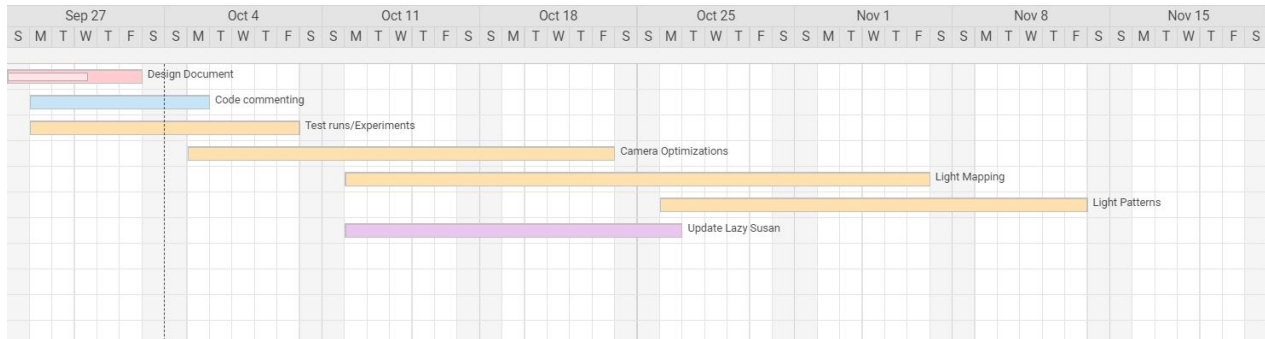 Sep 27 Oct 4 Oct 11 Oct 18 Oct 25 Nov 1 Nov 8 Nov 15
S M T W T F S S M T W T F S S M T W T F S S M T W T F S S M T W T F S S M T W T F S S M T W T F S S M T W T F S
Design Document
Code commenting
Test runs/Experiments
Camera Optimizations
Light Mapping
Light Patterns
Update Lazy Susan